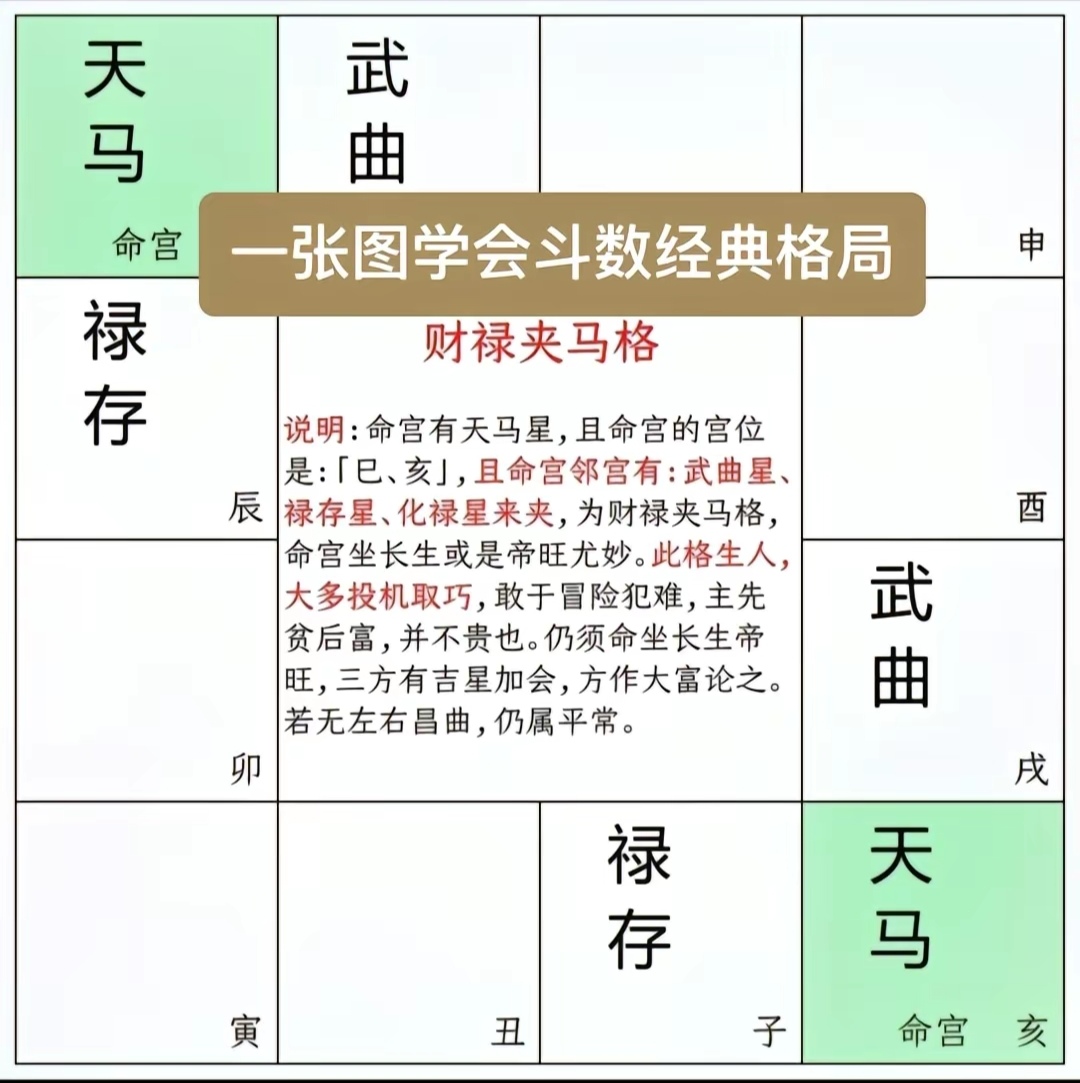 天马
命宫
武曲
申
一张图学会斗数经典格局
禄存
辰
财禄夹马格
说明:命宫有天马星,且命宫的宫位
是:「巳、亥」,且命宫邻宫有:武曲星、
禄存星、化禄星来夹,为财禄夹马格,
命宫坐长生或是帝旺尤妙。此格生人,
大多投机取巧,敢于冒险犯难,主先
贫后富,并不贵也。仍须命坐长生帝
旺,三方有吉星加会,方作大富论之。
若无左右昌曲,仍属平常。
酉
卯
武曲
戌
寅
丑
禄存
子
天马
命宫 亥